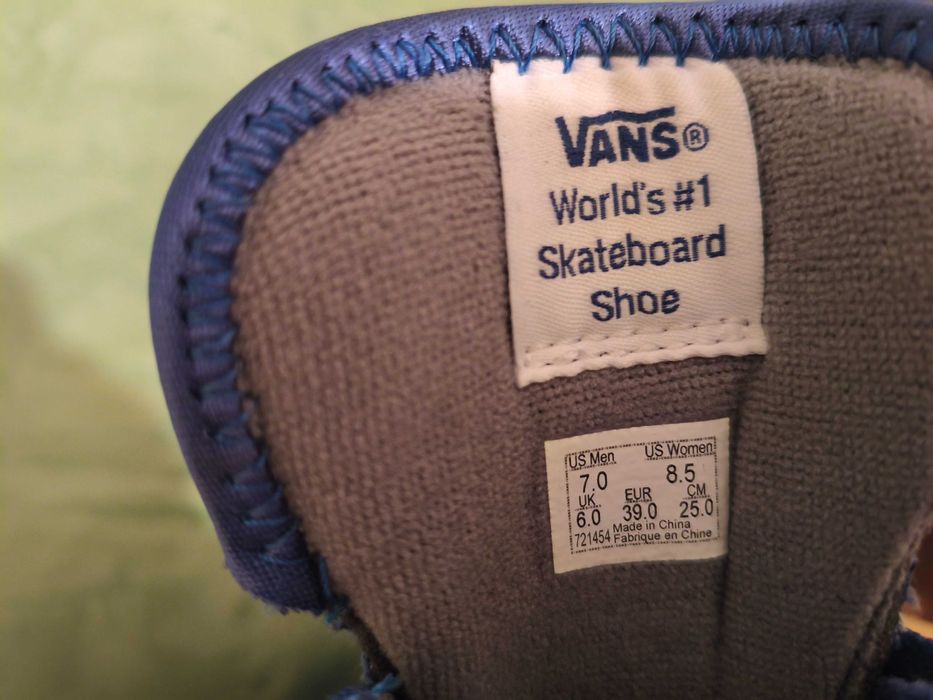 VANS®
World's #1
Skateboard
Shoe
US Men US Women
7.0 8.5
UK EUR CM
6.0 39.0 25.0
Made in China
721454 Fabrique en Chine